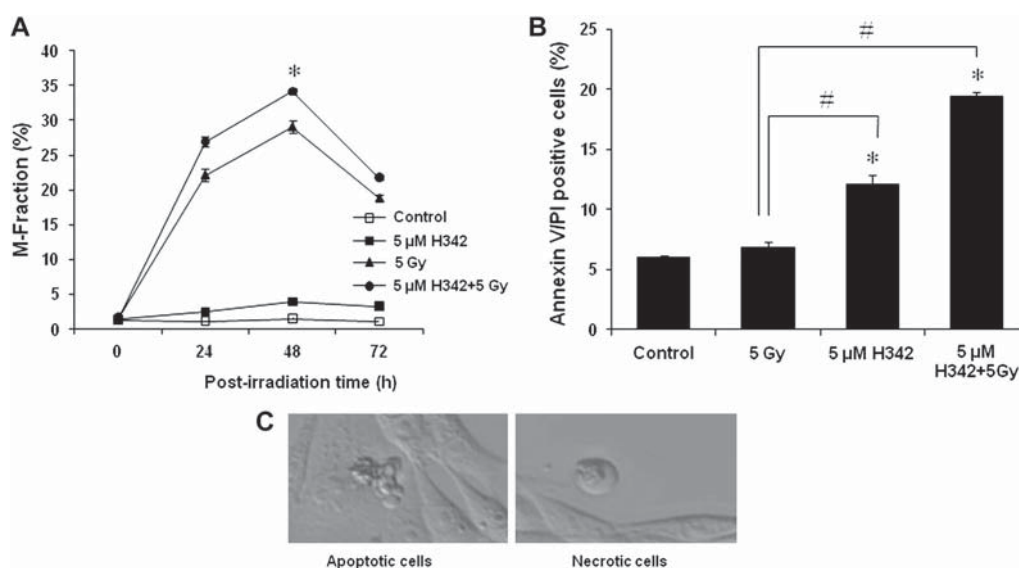 A
M-Fraction (%)
40
35
30
25
20
15
10
5
0
*
Control
5 µM H342
5 Gy
5 µM H342+5 Gy
0 24 48 72
Post-irradiation time (h)
B
Annexin V/PI positive cells (%)
25
20
15
10
5
0
#
#
*
*
Control 5 Gy 5 µM H342 5 µM
H342+5Gy
C
Apoptotic cells Necrotic cells